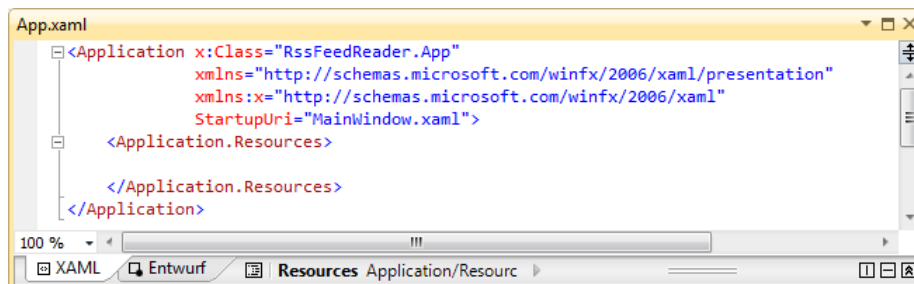 App.xaml
<Application x:Class="RssFeedReader.App"
xmlns="http://schemas.microsoft.com/winfx/2006/xaml/presentation"
xmlns:x="http://schemas.microsoft.com/winfx/2006/xaml"
StartupUri="MainWindow.xaml">
<Application.Resources>
</Application.Resources>
</Application>
100 %
XAML Entwurf Resources Application/Resourc